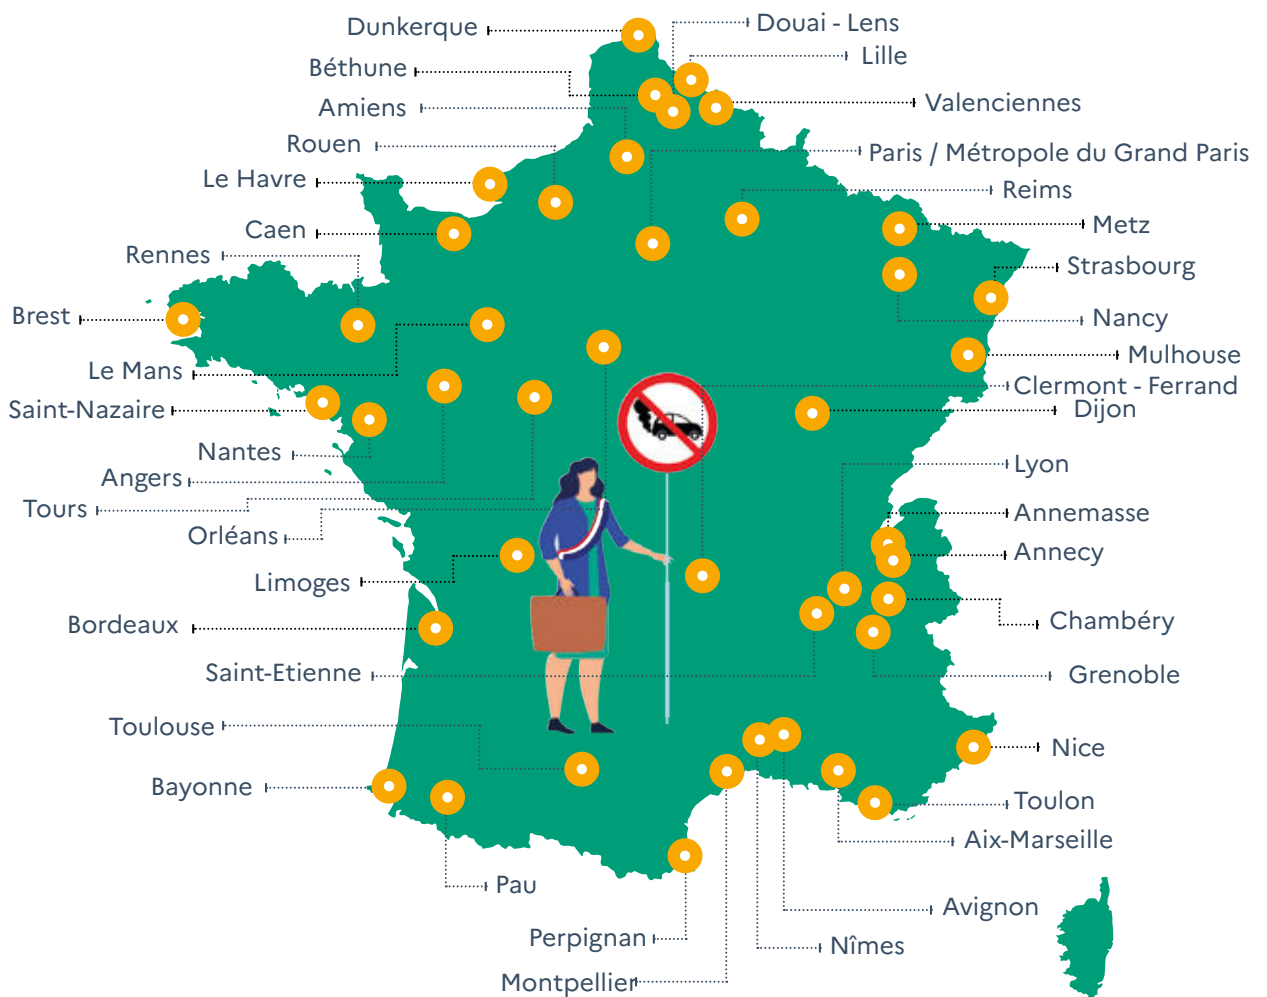 Dunkerque
Douai - Lens
Lille
Béthune
Valenciennes
Amiens
Rouen
Paris / Métropole du Grand Paris
Le Havre
Reims
Caen
Metz
Rennes
Strasbourg
Brest
Nancy
Mulhouse
Le Mans
Clermont - Ferrand
Saint-Nazaire
Dijon
Nantes
Lyon
Angers
Tours
Annemasse
Orléans
Annecy
Limoges
Bordeaux
Chambéry
Saint-Etienne
Grenoble
Toulouse
Nice
Bayonne
Toulon
Aix-Marseille
Pau
Avignon
Perpignan
Nîmes
Montpellier